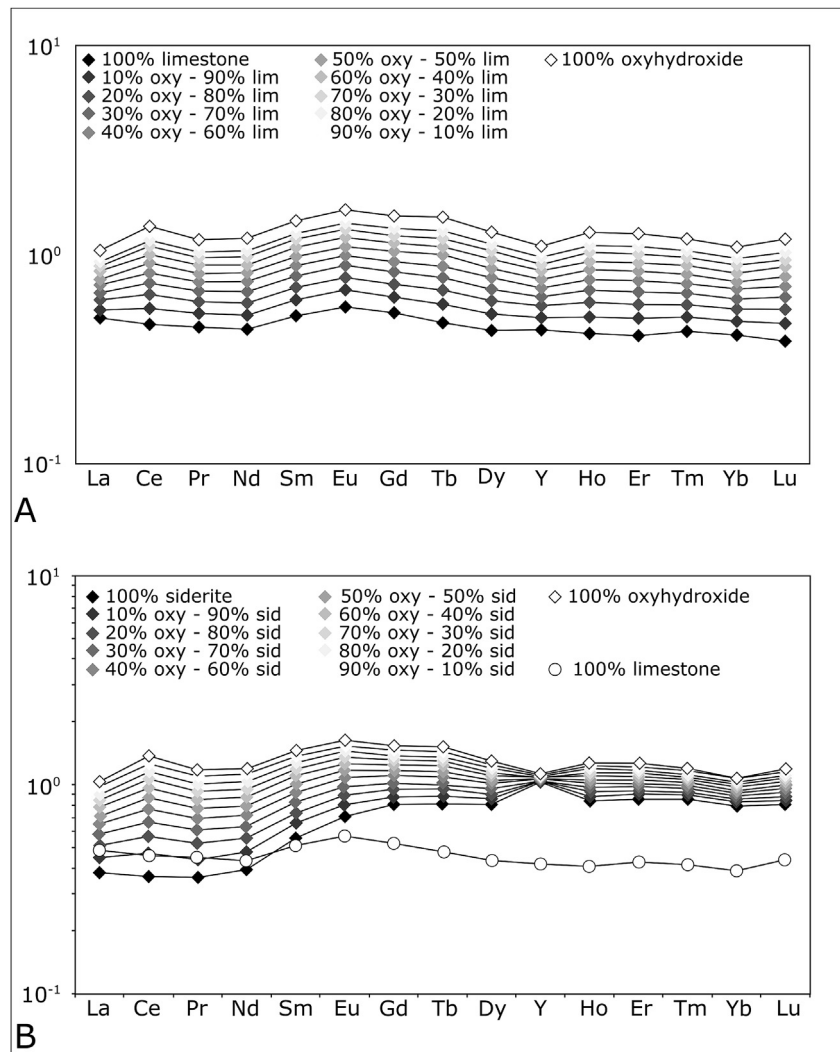 10¹
100% limestone 50% oxy - 50% lim 100% oxyhydroxide
10% oxy - 90% lim 60% oxy - 40% lim
20% oxy - 80% lim 70% oxy - 30% lim
30% oxy - 70% lim 80% oxy - 20% lim
40% oxy - 60% lim 90% oxy - 10% lim
10⁰
10⁻¹
La Ce Pr Nd Sm Eu Gd Tb Dy Y Ho Er Tm Yb Lu
A
10¹
100% siderite 50% oxy - 50% sid 100% oxyhydroxide
10% oxy - 90% sid 60% oxy - 40% sid
20% oxy - 80% sid 70% oxy - 30% sid
30% oxy - 70% sid 80% oxy - 20% sid
40% oxy - 60% sid 90% oxy - 10% sid 100% limestone
10⁰
10⁻¹
La Ce Pr Nd Sm Eu Gd Tb Dy Y Ho Er Tm Yb Lu
B